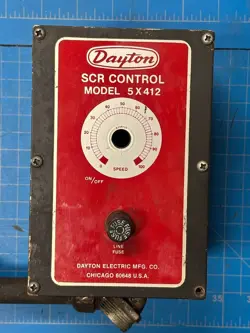 Dayton
SCR CONTROL
MODEL 5X412
0
10
20
30
40
50
60
70
80
90
100
SPEED
ON/OFF
LINE
FUSE
DAYTON ELECTRIC MFG. CO.
CHICAGO 60648 U.S.A.
35